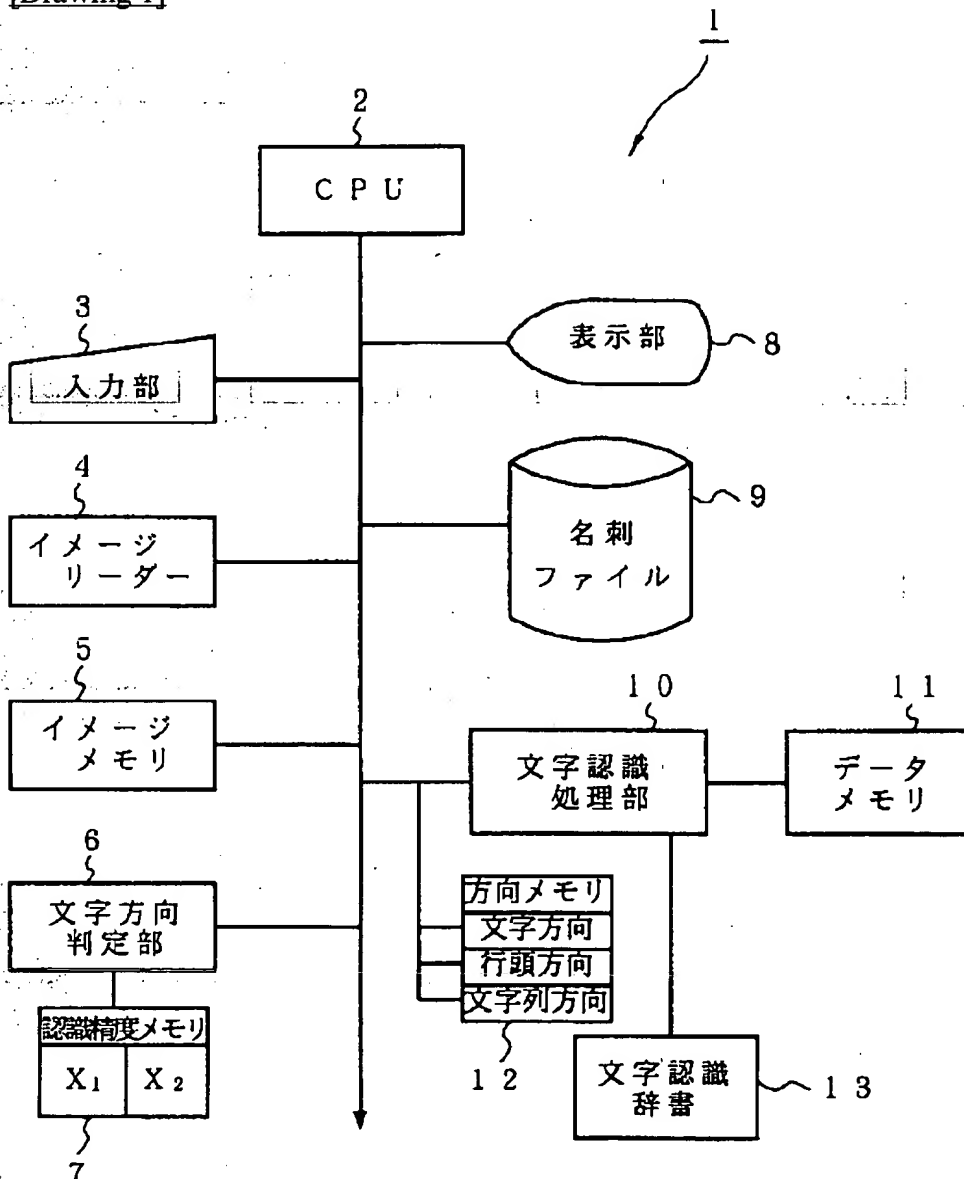 [Drawing 1]
1
2
CPU
3
入力部
表示部
8
4
イメージ
リーダー
名刺
ファイル
9
5
イメージ
メモリ
10
文字認識
処理部
11
データ
メモリ
6
文字方向
判定部
方向メモリ
文字方向
行頭方向
文字列方向
12
認識精度メモリ
X₁
X₂
7
文字認識
辞書
13